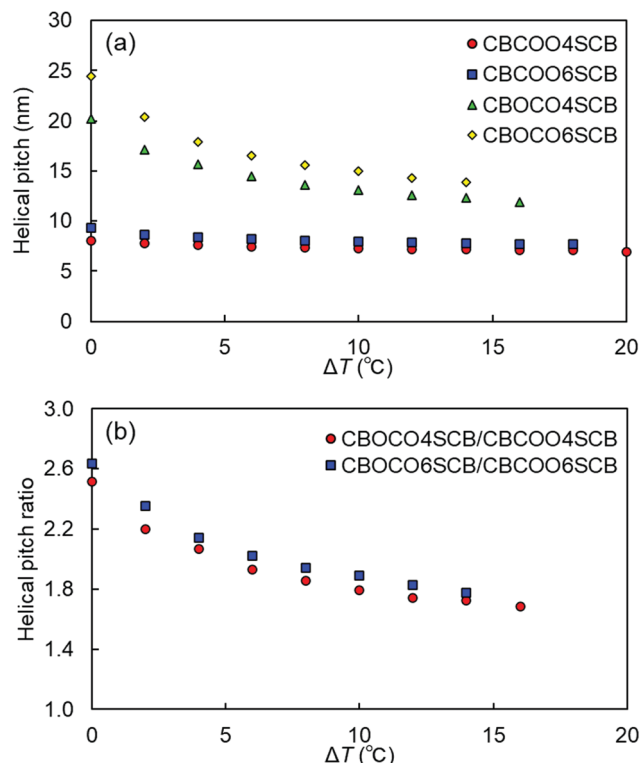 (a)
CBCOO4SCB
CBCOO6SCB
CBOCO4SCB
CBOCO6SCB
Helical pitch (nm)
30
25
20
15
10
5
0
0 5 10 15 20
ΔT (℃)
(b)
CBOCO4SCB/CBCOO4SCB
CBOCO6SCB/CBCOO6SCB
Helical pitch ratio
3.0
2.6
2.2
1.8
1.4
1.0
0 5 10 15 20
ΔT (℃)